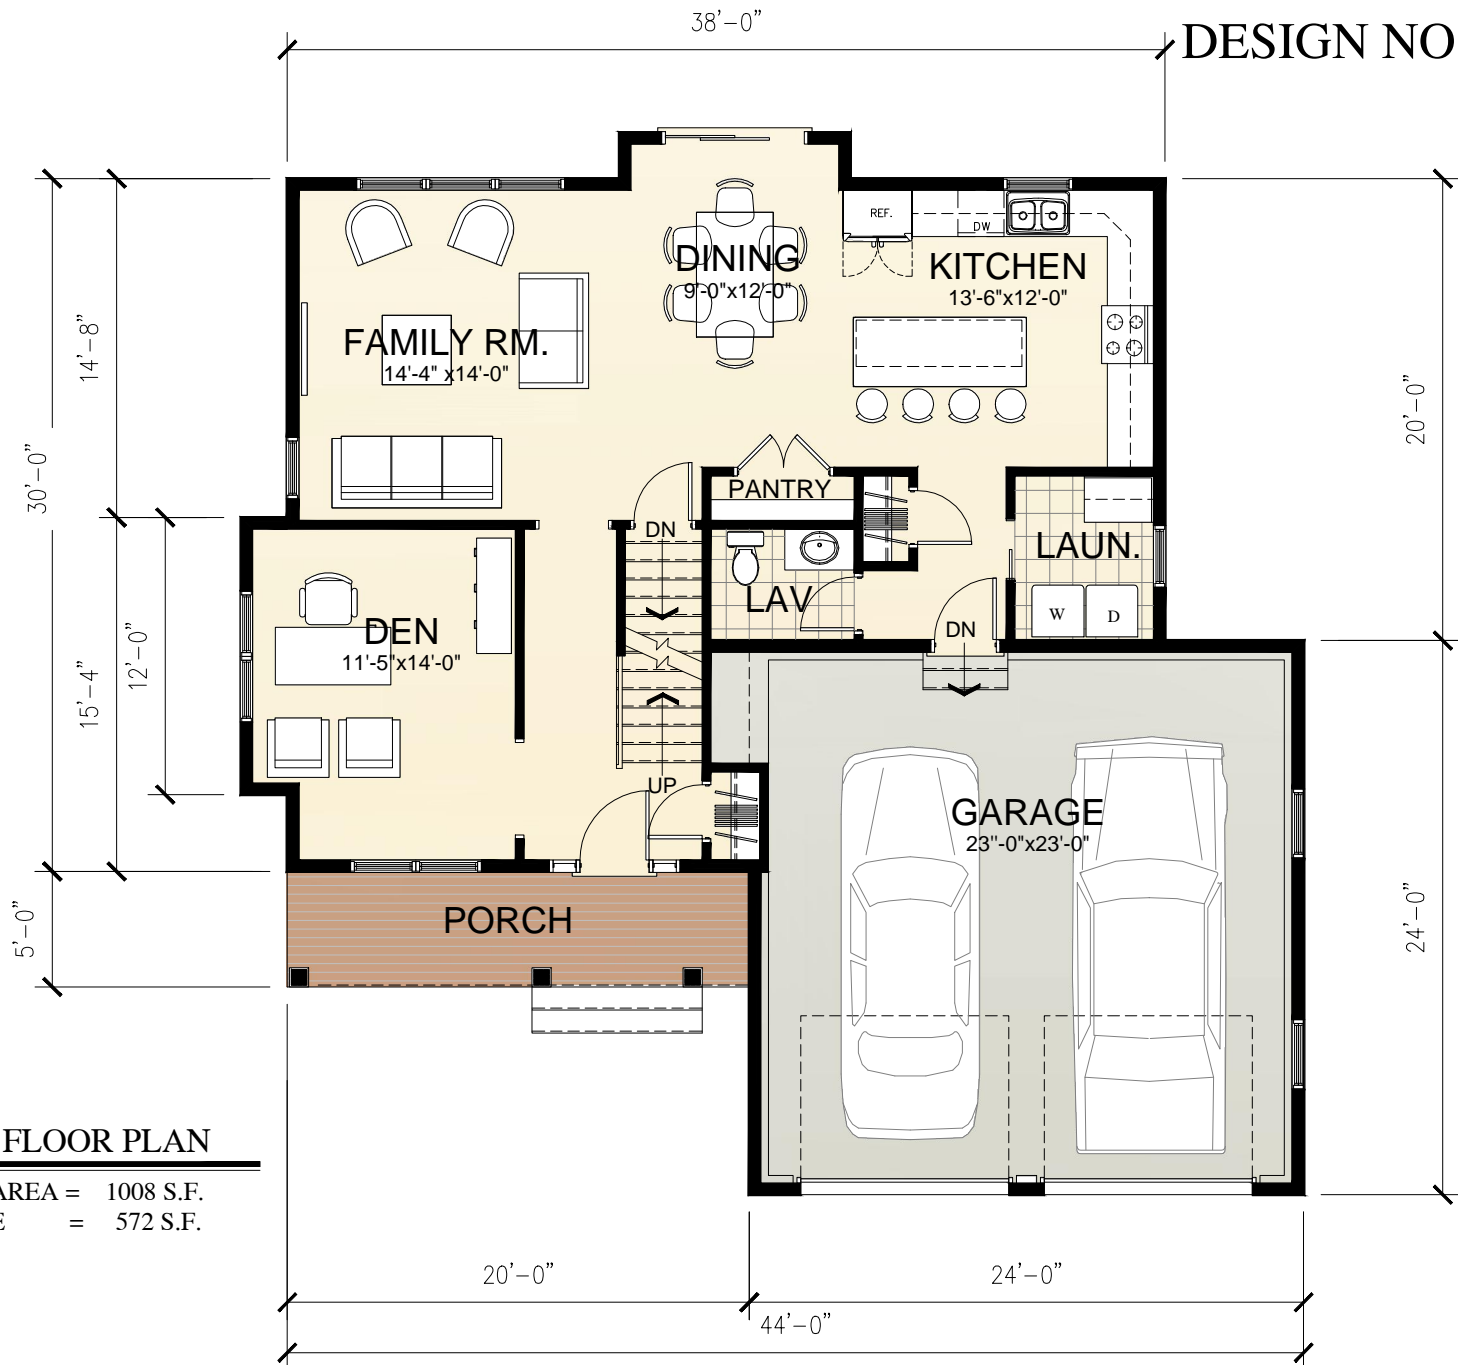 38'-0"
DESIGN NO
REF.
DW
DINING
9'-0"x12'-0"
KITCHEN
13'-6"x12'-0"
FAMILY RM.
14'-4" x14'-0"
14'-8"
20'-0"
30'-0"
PANTRY
DN
LAUN.
LAV
W
D
DN
DEN
11'-5"x14'-0"
12'-0"
15'-4"
UP
GARAGE
23''-0"x23'-0"
PORCH
5'-0"
24'-0"
FLOOR PLAN
AREA = 1008 S.F.
E = 572 S.F.
20'-0"
24'-0"
44'-0"